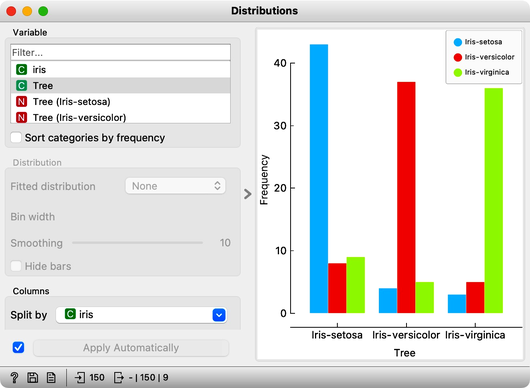 Distributions
Variable
Filter...
C iris
C Tree
N Tree (Iris-setosa)
N Tree (Iris-versicolor)
Sort categories by frequency
Distribution
Fitted distribution None
Bin width
Smoothing 10
Hide bars
Columns
Split by C iris
Apply Automatically
? 150 - | 150 | 9
Iris-setosa
Iris-versicolor
Iris-virginica
40
30
20
10
0
Frequency
Iris-setosa Iris-versicolor Iris-virginica
Tree